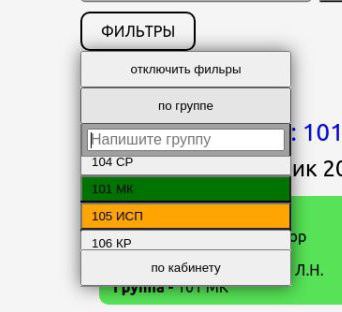 ФИЛЬТРЫ
отключить фильры
по группе
Напишите группу
: 101
104 СР
ик 20
101 МК
105 ИСП
ор
106 КР
Л.Н.
по кабинету
Группа - 101 МК